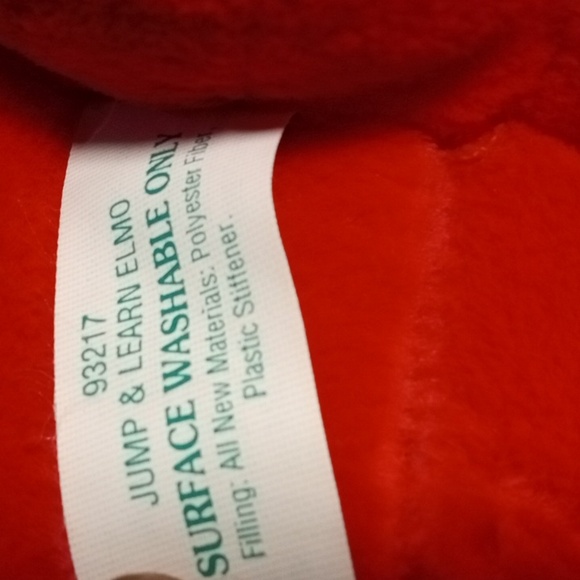 93217
JUMP & LEARN ELMO
SURFACE WASHABLE ONLY
Filling: All New Materials: Polyester Fiber
Plastic Stiffener.